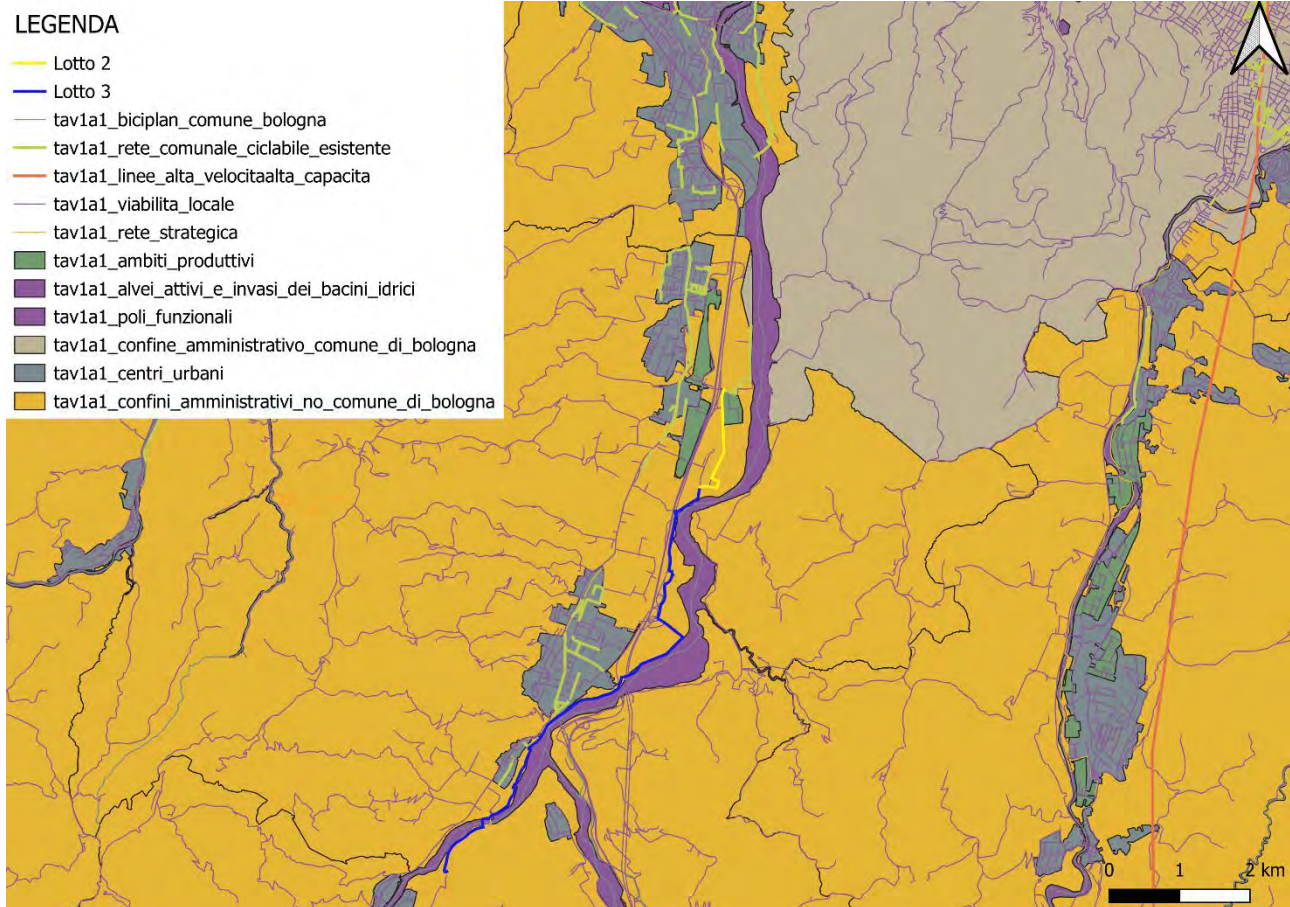 LEGENDA
Lotto 2
Lotto 3
tav1a1_biciplan_comune_bologna
tav1a1_rete_comunale_ciclabile_esistente
tav1a1_linee_alta_velocitaalta_capacita
tav1a1_viabilita_locale
tav1a1_rete_strategica
tav1a1_ambiti_produttivi
tav1a1_alvei_attivi_e_invasi_dei_bacini_idrici
tav1a1_poli_funzionali
tav1a1_confine_amministrativo_comune_di_bologna
tav1a1_centri_urbani
tav1a1_confini_amministrativi_no_comune_di_bologna
0 1 2 km